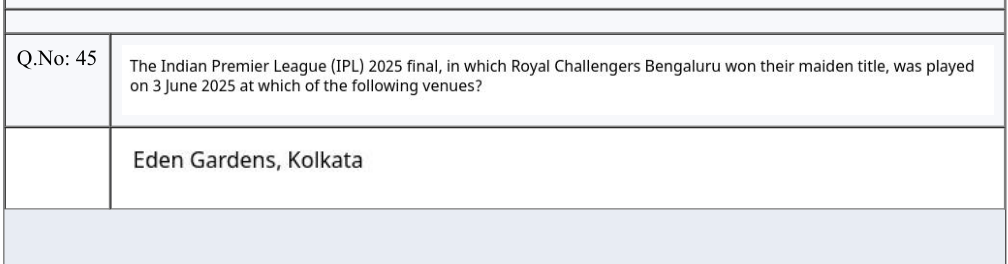 Q.No: 45
The Indian Premier League (IPL) 2025 final, in which Royal Challengers Bengaluru won their maiden title, was played
on 3 June 2025 at which of the following venues?
Eden Gardens, Kolkata